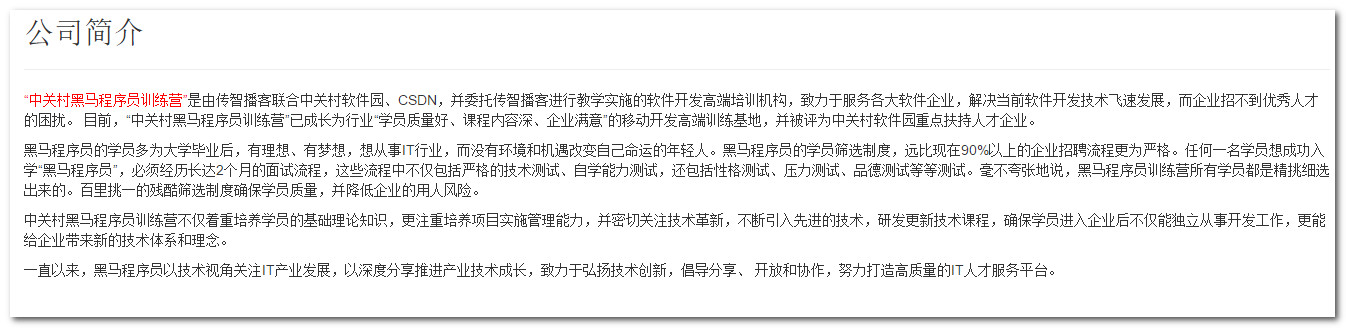 公司简介
“中关村黑马程序员训练营”是由传智播客联合中关村软件园、CSDN，并委托传智播客进行教学实施的软件开发高端培训机构，致力于服务各大软件企业，解决当前软件开发技术飞速发展，而企业招不到优秀人才
的困扰。 目前，“中关村黑马程序员训练营”已成长为行业“学员质量好、课程内容深、企业满意”的移动开发高端训练基地，并被评为中关村软件园重点扶持人才企业。
黑马程序员的学员多为大学毕业后，有理想、有梦想，想从事IT行业，而没有环境和机遇改变自己命运的年轻人。黑马程序员的学员筛选制度，远比现在90%以上的企业招聘流程更为严格。任何一名学员想成功入
学“黑马程序员”，必须经历长达2个月的面试流程，这些流程中不仅包括严格的技术测试、自学能力测试，还包括性格测试、压力测试、品德测试等等测试。毫不夸张地说，黑马程序员训练营所有学员都是精挑细选
出来的。百里挑一的残酷筛选制度确保学员质量，并降低企业的用人风险。
中关村黑马程序员训练营不仅着重培养学员的基础理论知识，更注重培养项目实施管理能力，并密切关注技术革新，不断引入先进的技术，研发更新技术课程，确保学员进入企业后不仅能独立从事开发工作，更能
给企业带来新的技术体系和理念。
一直以来，黑马程序员以技术视角关注IT产业发展，以深度分享推进产业技术成长，致力于弘扬技术创新，倡导分享、 开放和协作，努力打造高质量的IT人才服务平台。